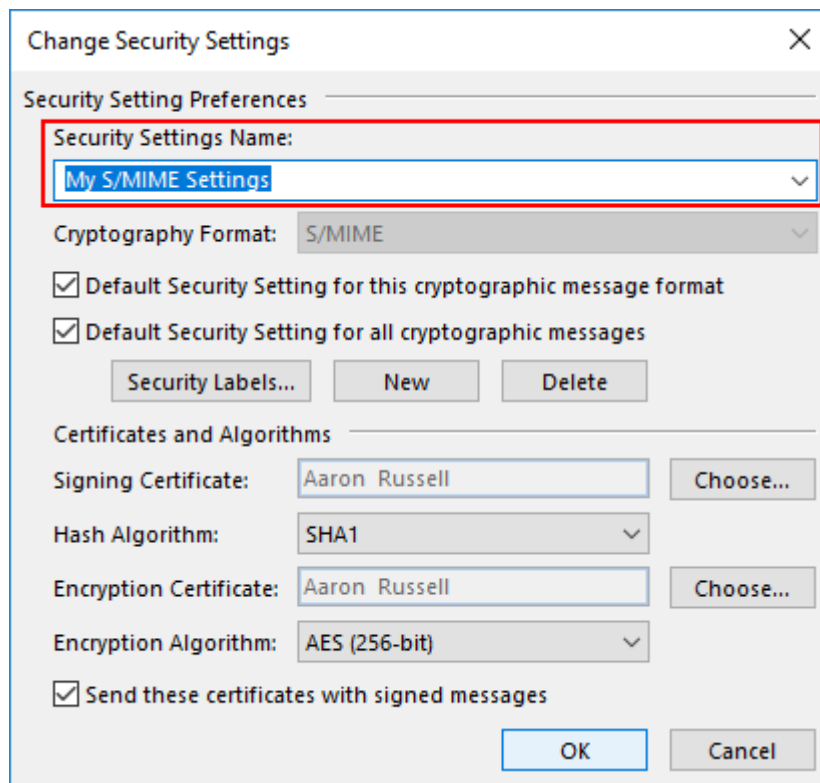 Change Security Settings
Security Setting Preferences
Security Settings Name:
My S/MIME Settings
Cryptography Format: S/MIME
Default Security Setting for this cryptographic message format
Default Security Setting for all cryptographic messages
Security Labels... New Delete
Certificates and Algorithms
Signing Certificate: Aaron Russell Choose...
Hash Algorithm: SHA1
Encryption Certificate: Aaron Russell Choose...
Encryption Algorithm: AES (256-bit)
Send these certificates with signed messages
OK Cancel